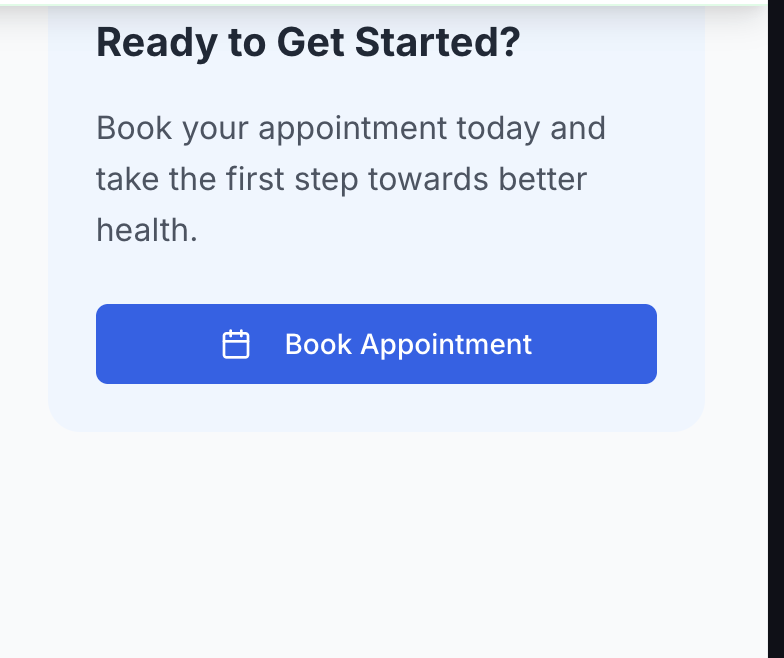 Ready to Get Started?
Book your appointment today and
take the first step towards better
health.
Book Appointment